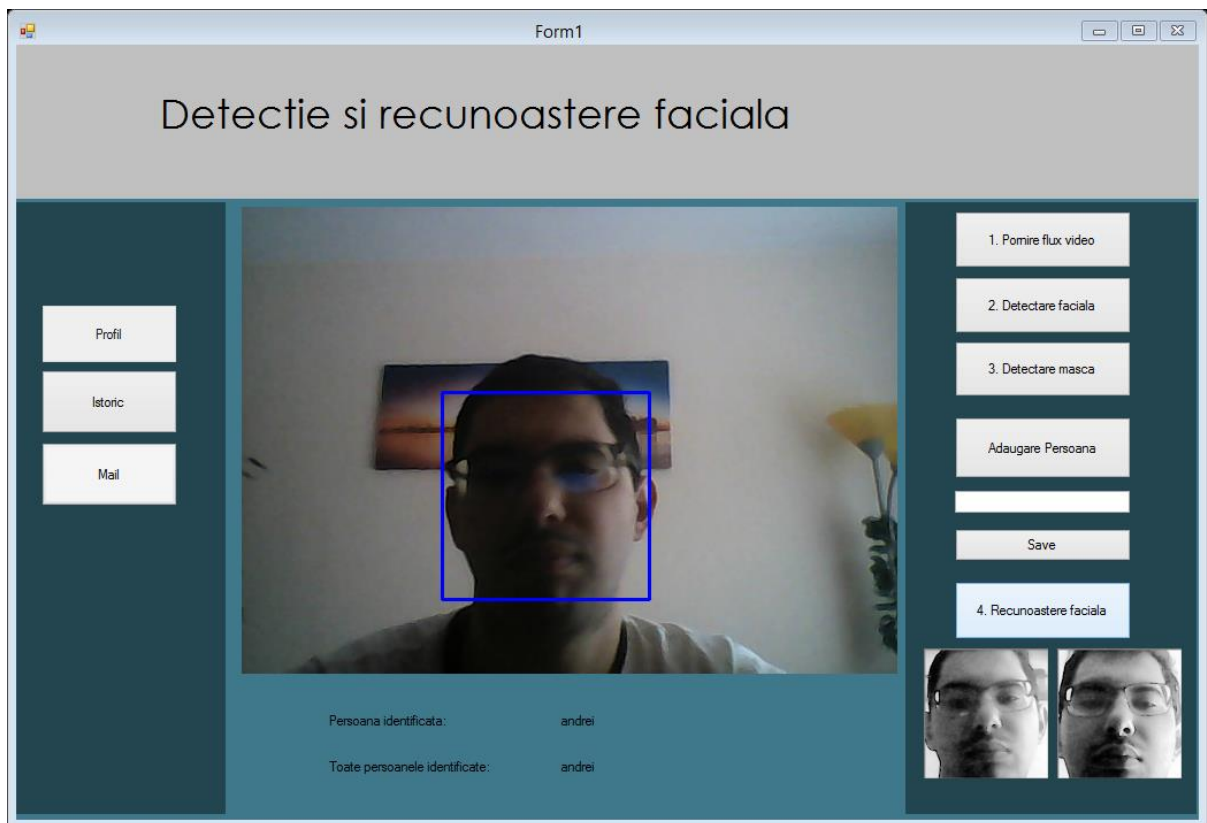 Form1
Detectie si recunoastere faciala
Profil
Istoric
Mail
1. Pornire flux video
2. Detectare faciala
3. Detectare masca
Adaugare Persoana
Save
4. Recunoastere faciala
Persoana identificata: andrei
Toate persoanele identificate: andrei